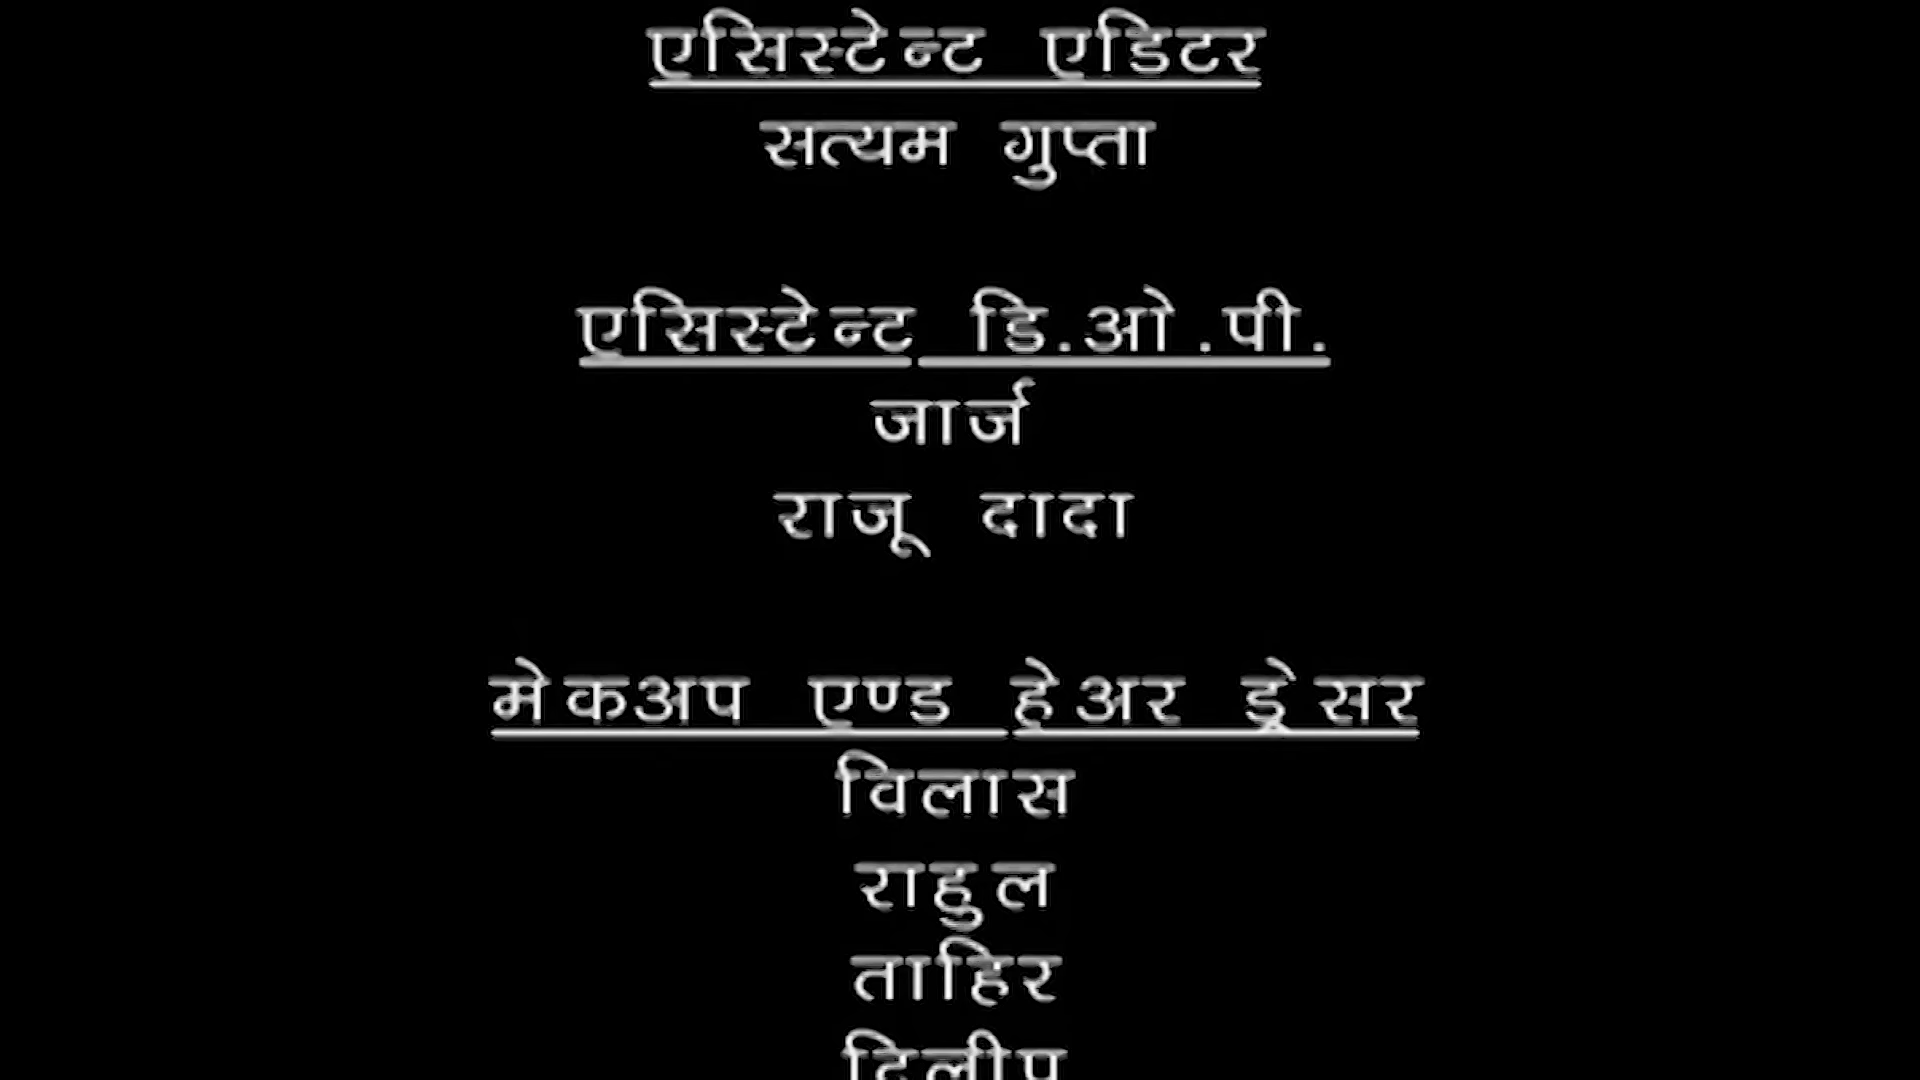 एसिस्टेन्ट एडिटर
सत्यम गुप्ता
एसिस्टेन्ट डि.ओ.पी.
जार्ज
राजू दादा
मेकअप एण्ड हेअर ड्रेसर
विलास
राहुल
ताहिर
दिलीप